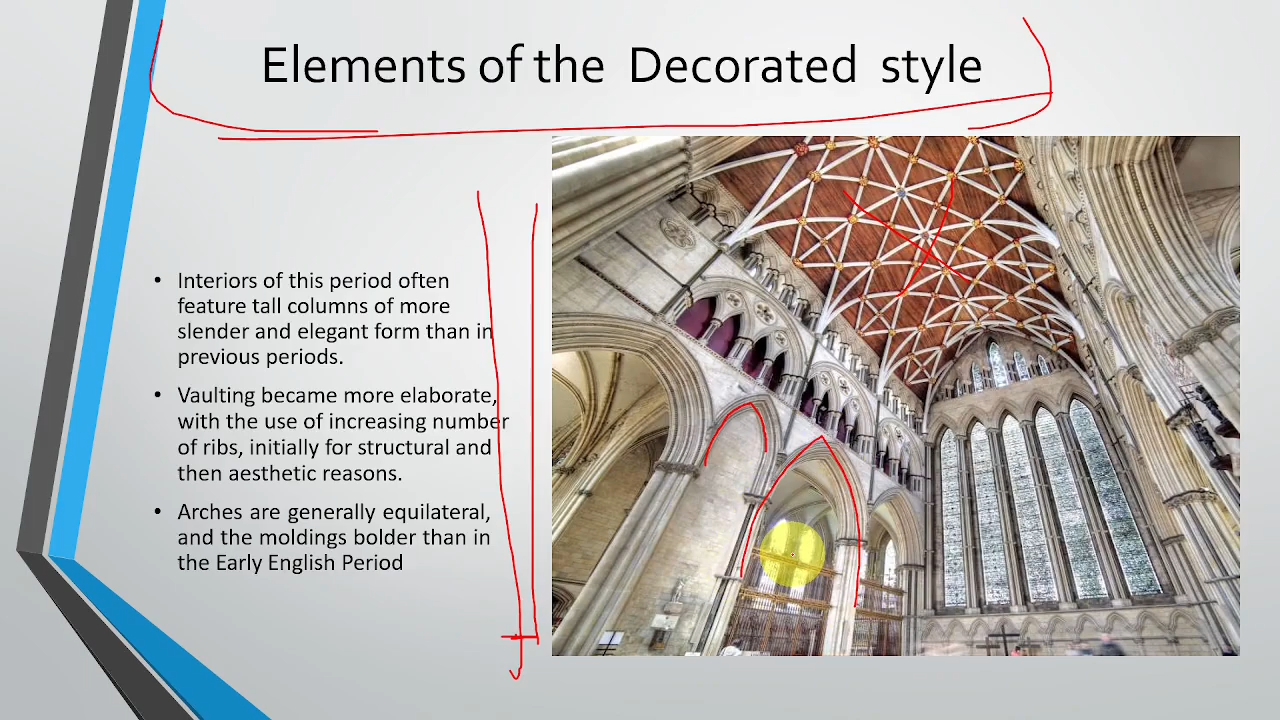 Elements of the Decorated style
• Interiors of this period often
feature tall columns of more
slender and elegant form than in
previous periods.
• Vaulting became more elaborate,
with the use of increasing number
of ribs, initially for structural and
then aesthetic reasons.
• Arches are generally equilateral,
and the moldings bolder than in
the Early English Period